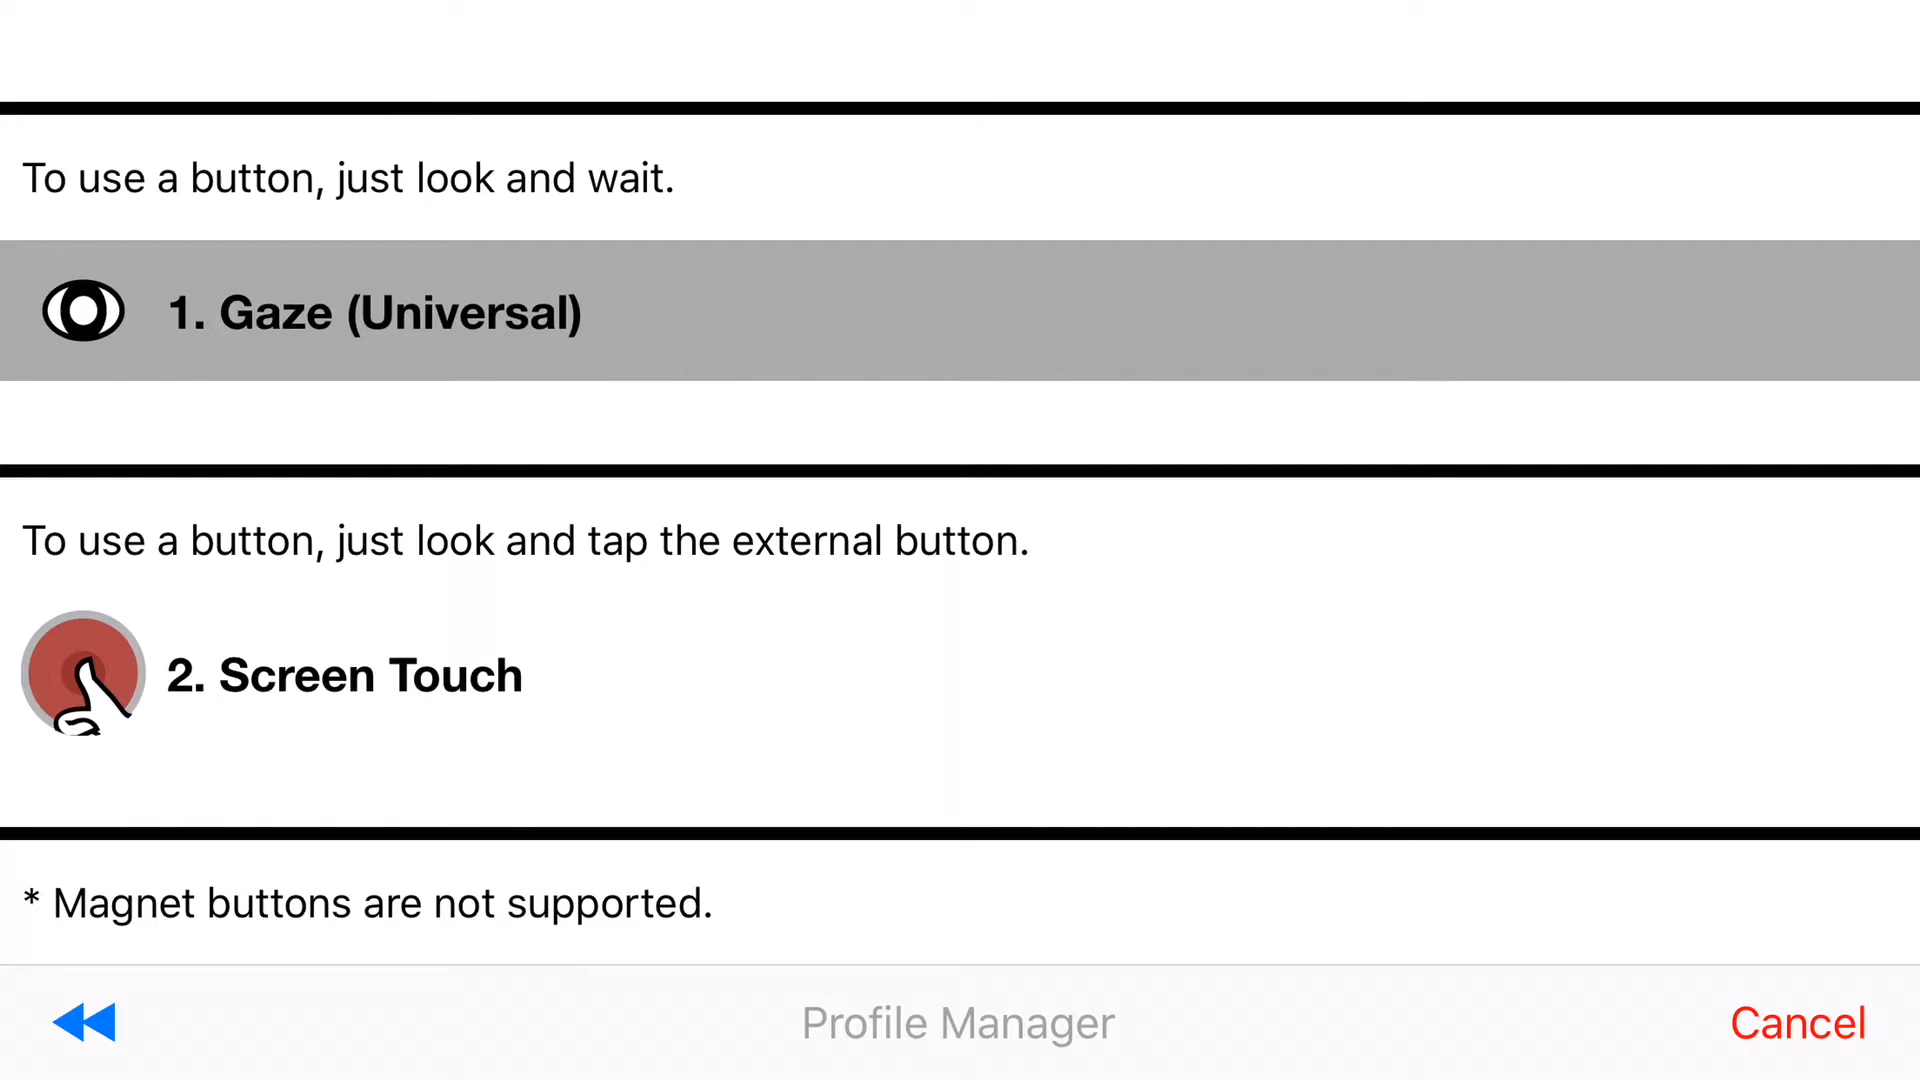 To use a button, just look and wait.
1. Gaze (Universal)
To use a button, just look and tap the external button.
2. Screen Touch
* Magnet buttons are not supported.
Profile Manager
Cancel